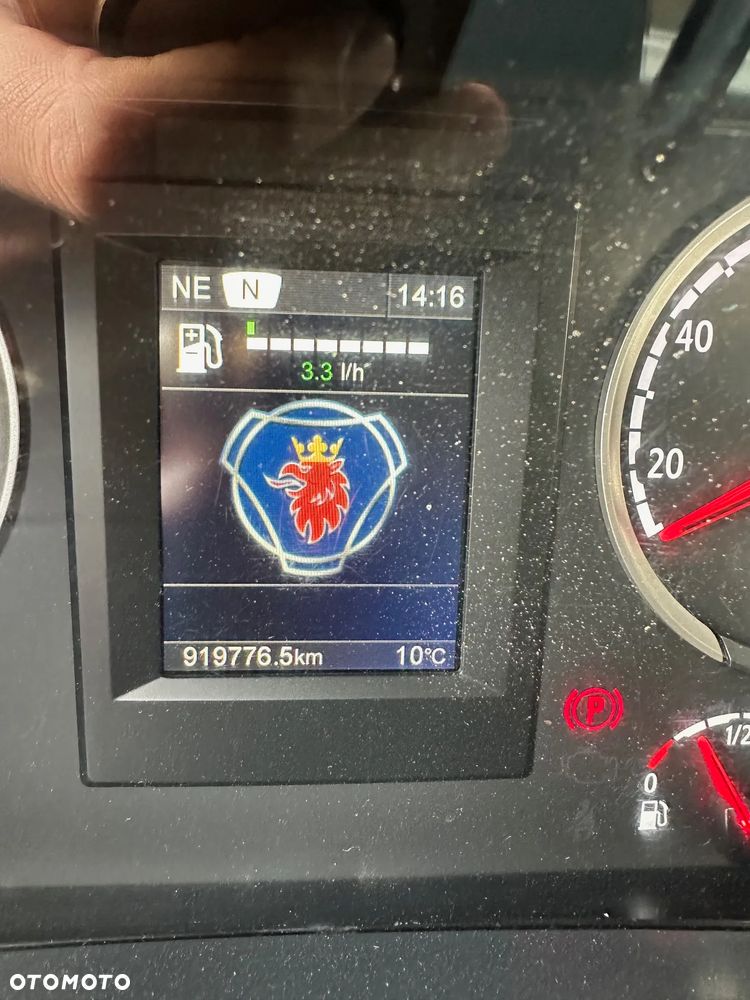 NE N 14:16
3.3 l/h
40
20
919776.5km 10°C
P
1/2
0
OTOMOTO